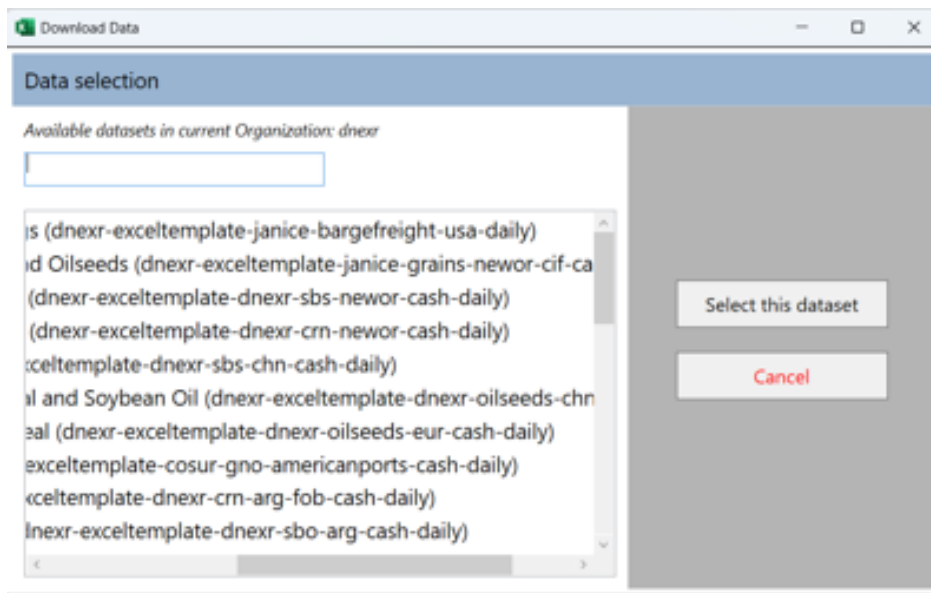 Download Data
Data selection
Available datasets in current Organization: dnexr
gs (dnexr-exceltemplate-janice-bargefreight-usa-daily)
nd Oilseeds (dnexr-exceltemplate-janice-grains-newor-cif-ca
(dnexr-exceltemplate-dnexr-sbs-newor-cash-daily)
(dnexr-exceltemplate-dnexr-crn-newor-cash-daily)
xceltemplate-dnexr-sbs-chn-cash-daily)
al and Soybean Oil (dnexr-exceltemplate-dnexr-oilseeds-chn
eal (dnexr-exceltemplate-dnexr-oilseeds-eur-cash-daily)
exceltemplate-cosur-gno-americanports-cash-daily)
xceltemplate-dnexr-crn-arg-fob-cash-daily)
dnexr-exceltemplate-dnexr-sbo-arg-cash-daily)
Select this dataset
Cancel